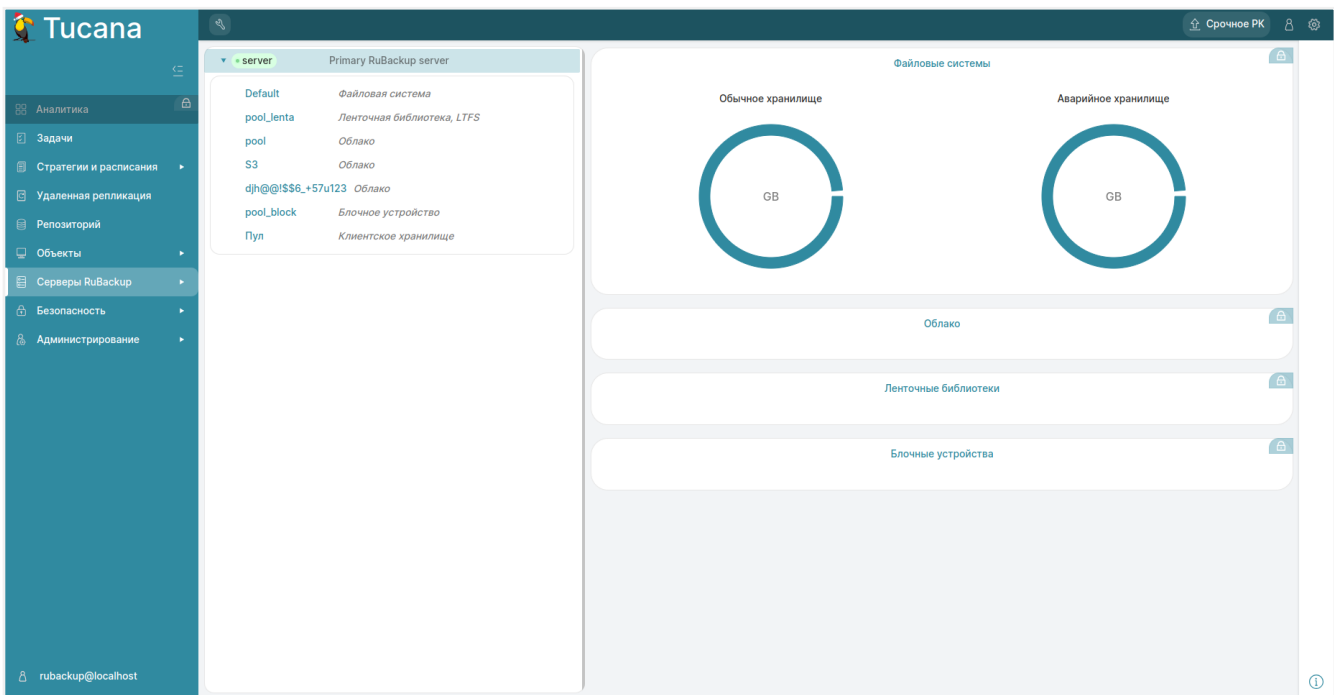 Tucana
Срочное РК
Аналитика
Задачи
Стратегии и расписания
Удаленная репликация
Репозиторий
Объекты
Серверы RuBackup
Безопасность
Администрирование
rubackup@localhost
server Primary RuBackup server
Default Файловая система
pool_lenta Ленточная библиотека, LTFS
pool Облако
S3 Облако
djh@@!$$6_+57u123 Облако
pool_block Блочное устройство
Пул Клиентское хранилище
Файловые системы
Обычное хранилище Аварийное хранилище
GB GB
Облако
Ленточные библиотеки
Блочные устройства